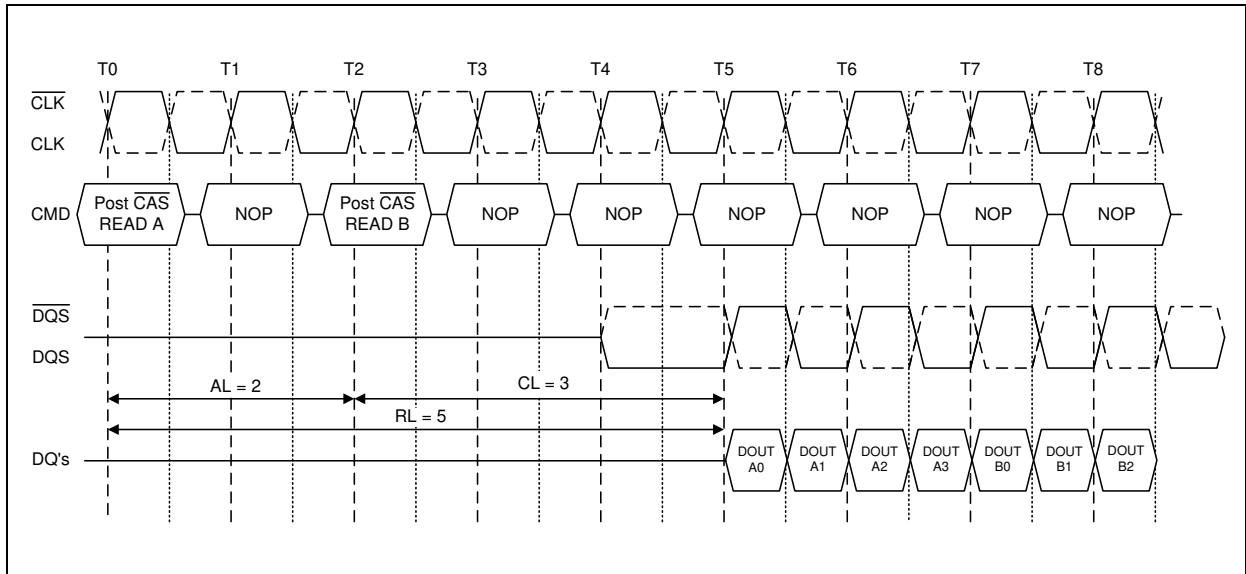 T0 T1 T2 T3 T4 T5 T6 T7 T8
CLK
CLK
CMD
Post CAS
READ A
NOP
Post CAS
READ B
NOP
NOP
NOP
NOP
NOP
NOP
DQS
DQS
AL = 2
CL = 3
RL = 5
DQ's
DOUT
A0
DOUT
A1
DOUT
A2
DOUT
A3
DOUT
B0
DOUT
B1
DOUT
B2